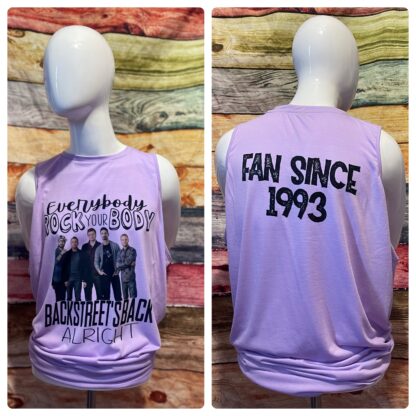 Everybody
ROCK YOUR BODY
BACKSTREET'S BACK
ALRIGHT
FAN SINCE
1993